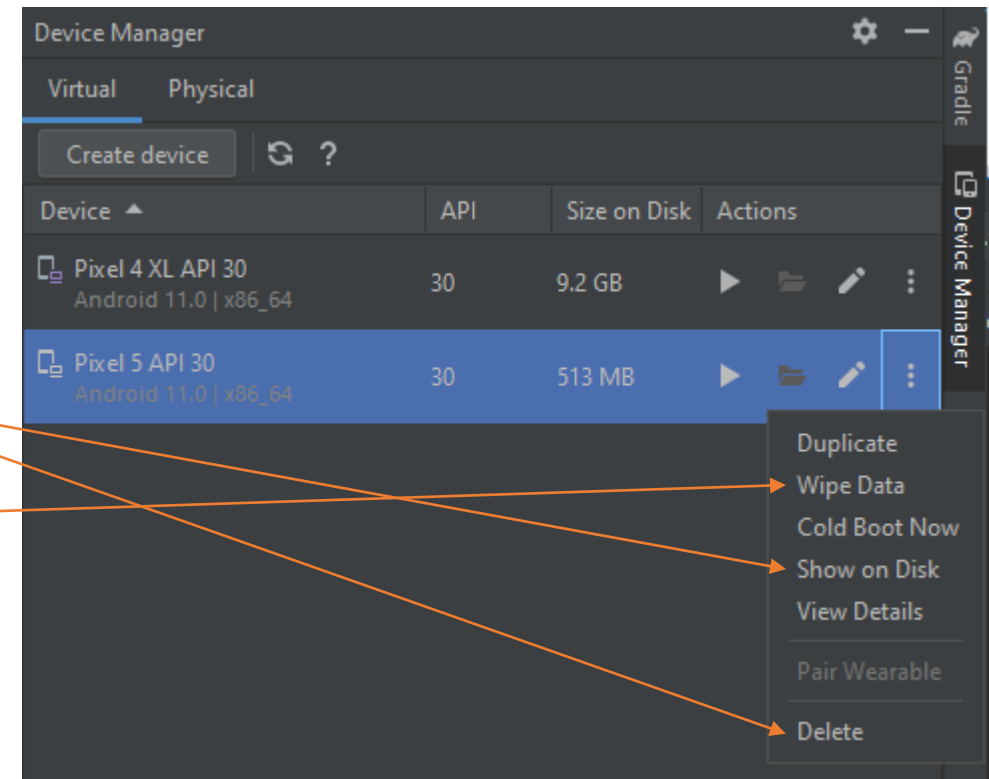 Device Manager
Gradle
Virtual Physical
Create device ?
Device API Size on Disk Actions
Device Manager
Pixel 4 XL API 30
Android 11.0 | x86_64
30 9.2 GB
Pixel 5 API 30
Android 11.0 | x86_64
30 513 MB
Duplicate
Wipe Data
Cold Boot Now
Show on Disk
View Details
Pair Wearable
Delete